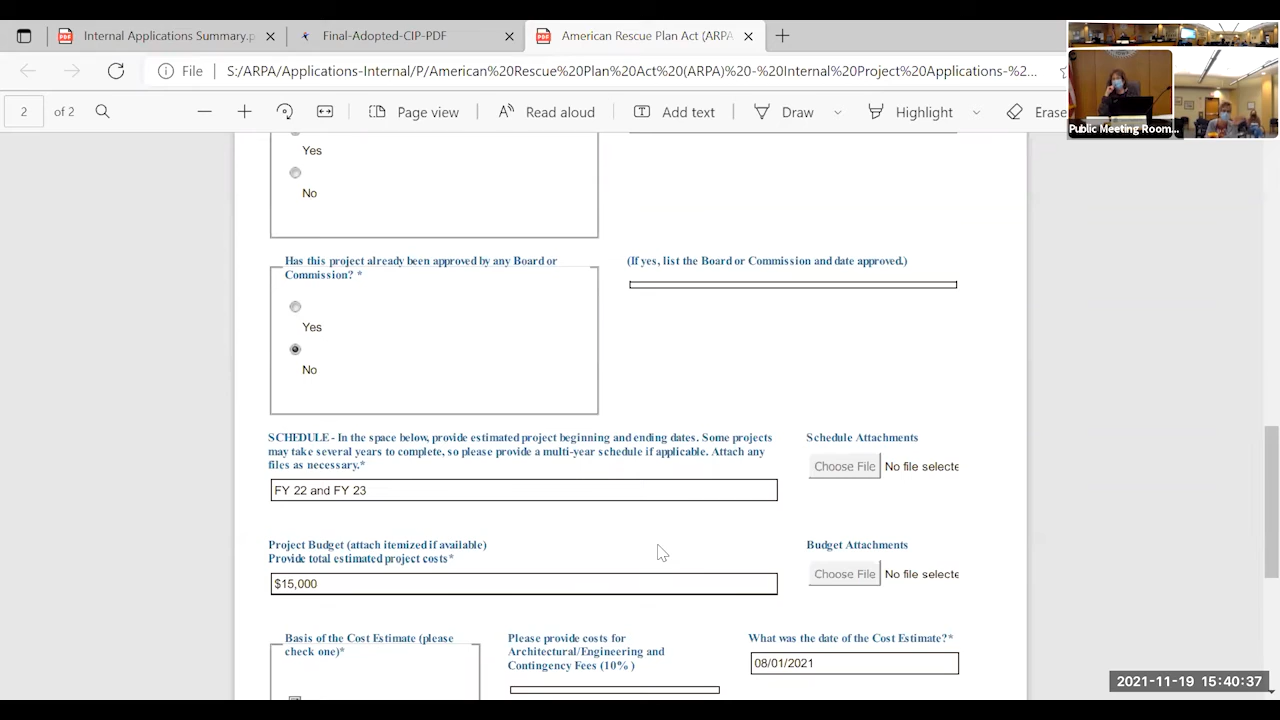 Internal Applications Summary.p
Final-Adopted-CIP-PDF
American Rescue Plan Act (ARPA)
File
S:/ARPA/Applications-Internal/P/American%20Rescue%20Plan%20Act%20(ARPA)%20-%20Internal%20Project%20Applications-%2...
2 of 2
Page view
Read aloud
Add text
Draw
Highlight
Erase
Public Meeting Room...
Yes
No
Has this project already been approved by any Board or
Commission? *
(If yes, list the Board or Commission and date approved.)
Yes
No
SCHEDULE - In the space below, provide estimated project beginning and ending dates. Some projects
may take several years to complete, so please provide a multi-year schedule if applicable. Attach any
files as necessary.*
Schedule Attachments
Choose File No file selecte
FY 22 and FY 23
Project Budget (attach itemized if available)
Provide total estimated project costs*
Budget Attachments
Choose File No file selecte
$15,000
Basis of the Cost Estimate (please
check one)*
Please provide costs for
Architectural/Engineering and
Contingency Fees (10% )
What was the date of the Cost Estimate?*
08/01/2021
2021-11-19 15:40:37